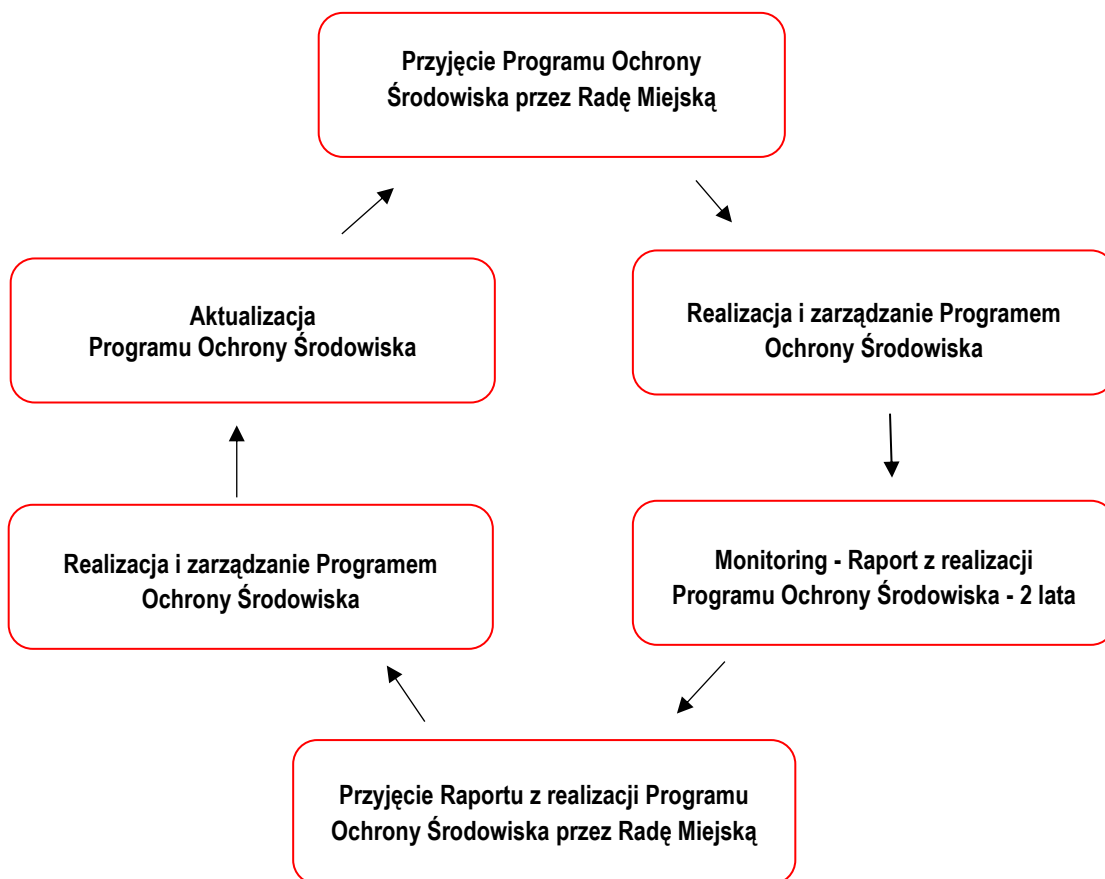 Przyjęcie Programu Ochrony
Środowiska przez Radę Miejską
Aktualizacja
Programu Ochrony Środowiska
Realizacja i zarządzanie Programem
Ochrony Środowiska
Realizacja i zarządzanie Programem
Ochrony Środowiska
Monitoring - Raport z realizacji
Programu Ochrony Środowiska - 2 lata
Przyjęcie Raportu z realizacji Programu
Ochrony Środowiska przez Radę Miejską